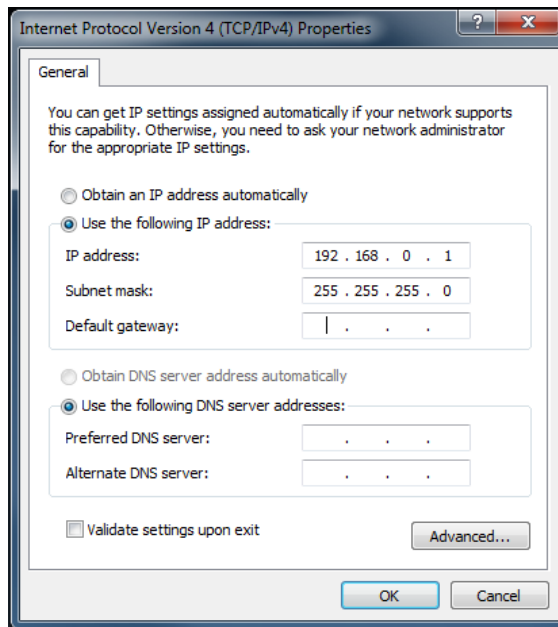 Internet Protocol Version 4 (TCP/IPv4) Properties
?
General
You can get IP settings assigned automatically if your network supports
this capability. Otherwise, you need to ask your network administrator
for the appropriate IP settings.
Obtain an IP address automatically
Use the following IP address:
IP address: 192 . 168 . 0 . 1
Subnet mask: 255 . 255 . 255 . 0
Default gateway: . . .
Obtain DNS server address automatically
Use the following DNS server addresses:
Preferred DNS server: . . .
Alternate DNS server: . . .
Validate settings upon exit
Advanced...
OK Cancel